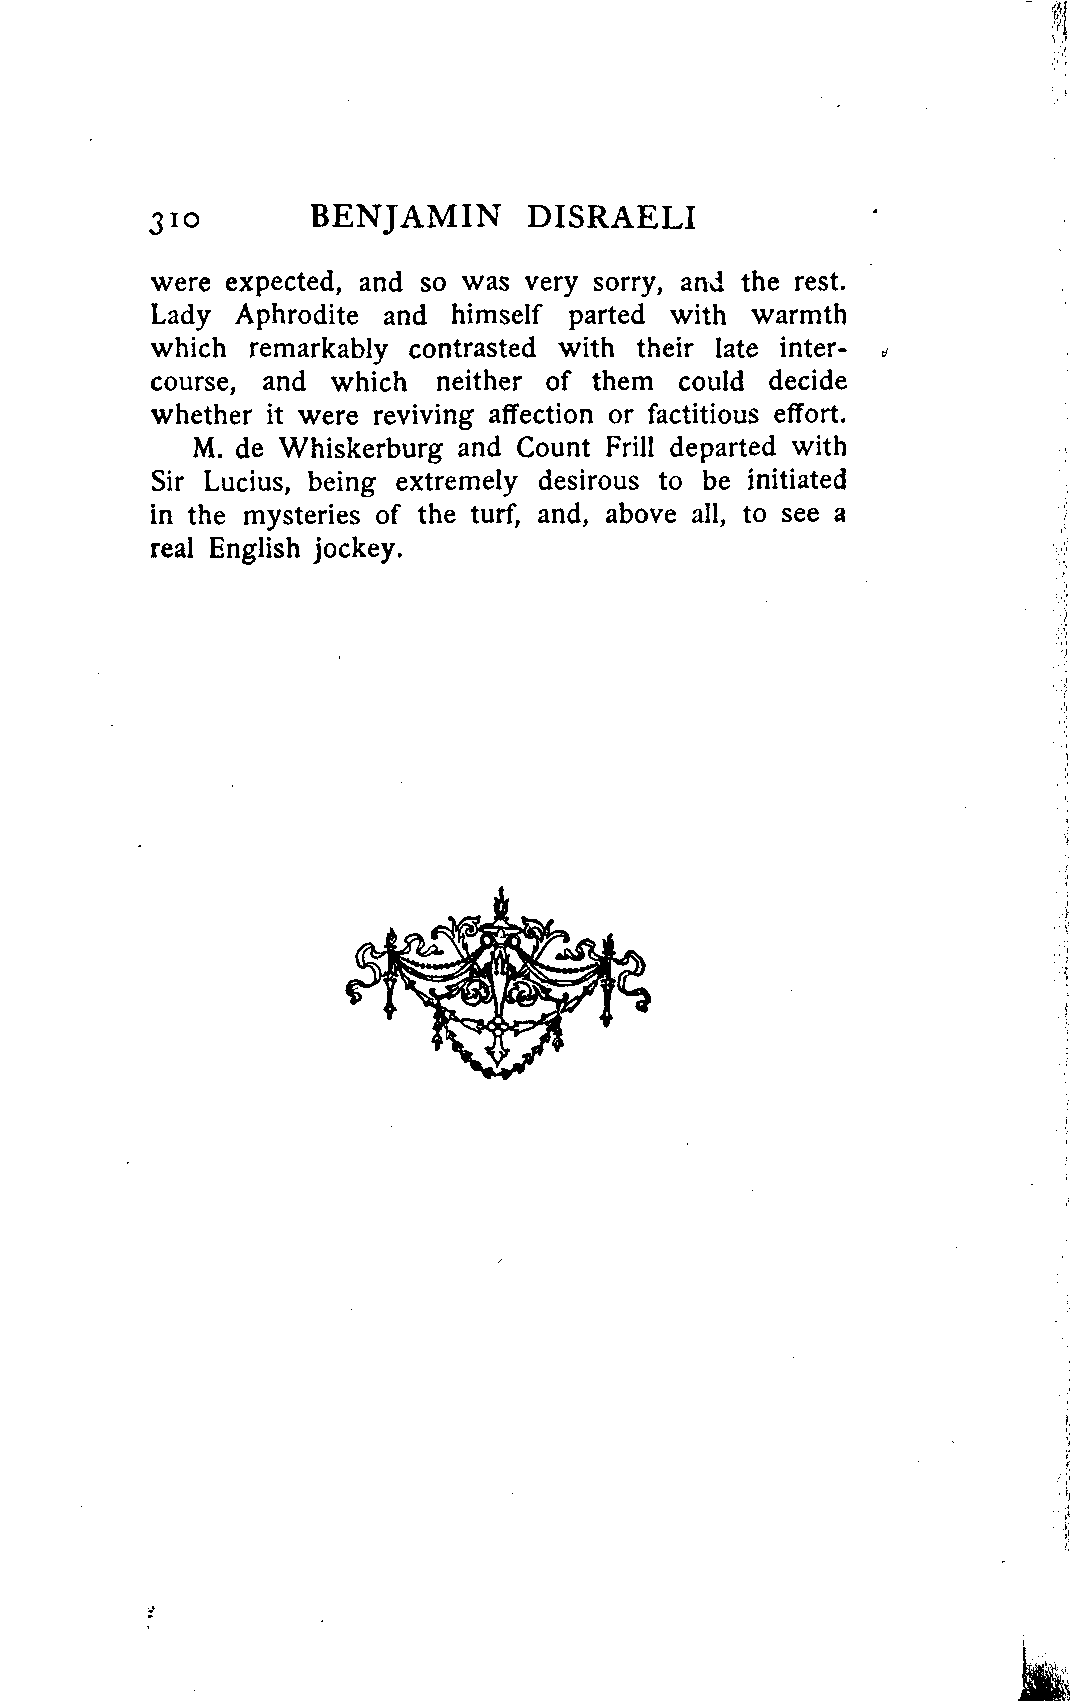 310 BENJAMIN DISRAELI
were expected, and so was very sorry, and the rest.
Lady Aphrodite and himself parted with warmth
which remarkably contrasted with their late inter-
course, and which neither of them could decide
whether it were reviving affection or factitious effort.
M. de Whiskerburg and Count Frill departed with
Sir Lucius, being extremely desirous to be initiated
in the mysteries of the turf, and, above all, to see a
real English jockey.